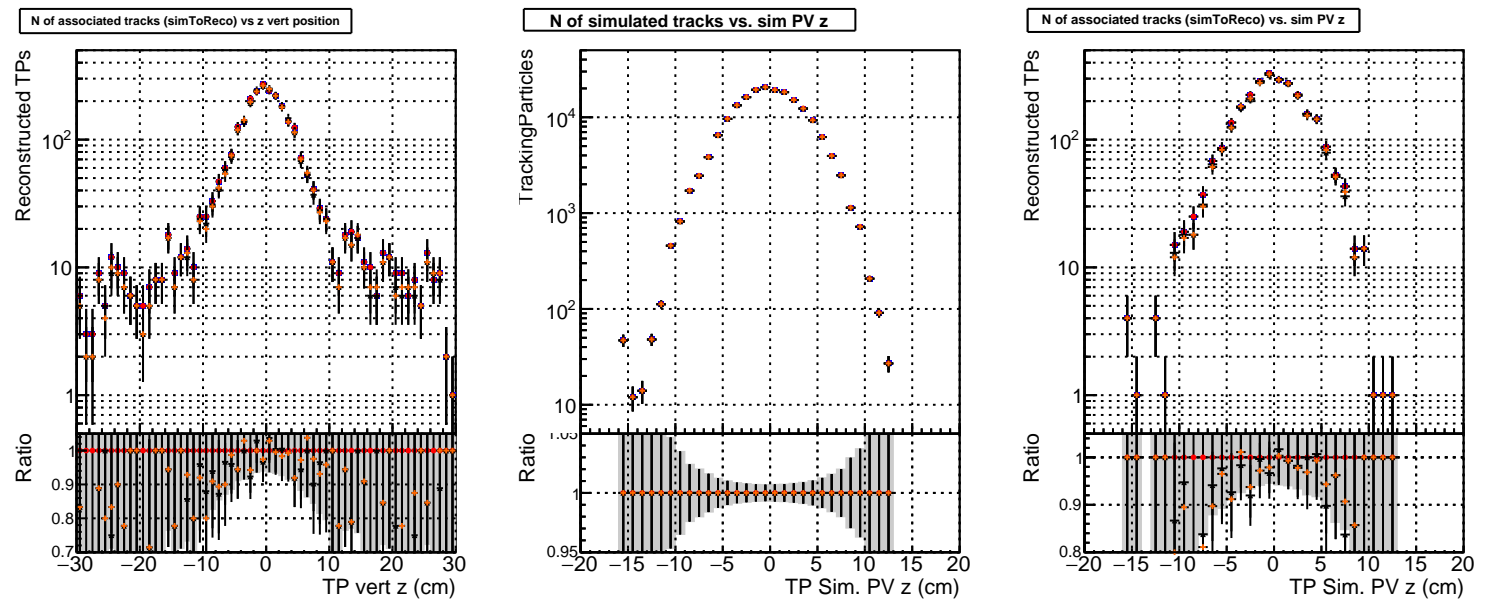 N of associated tracks (simToReco) vs z vert position
Reconstructed TPs
10²
10
1
Ratio
1
0.9
0.8
0.7
−30 −20 −10 0 10 20 30
TP vert z (cm)
N of simulated tracks vs. sim PV z
TrackingParticles
10⁴
10³
10²
10
Ratio
1.05
1
0.95
−20 −15 −10 −5 0 5 10 15 20
TP Sim. PV z (cm)
N of associated tracks (simToReco) vs. sim PV z
Reconstructed TPs
10²
10
1
Ratio
1
0.9
0.8
−20 −15 −10 −5 0 5 10 15 20
TP Sim. PV z (cm)